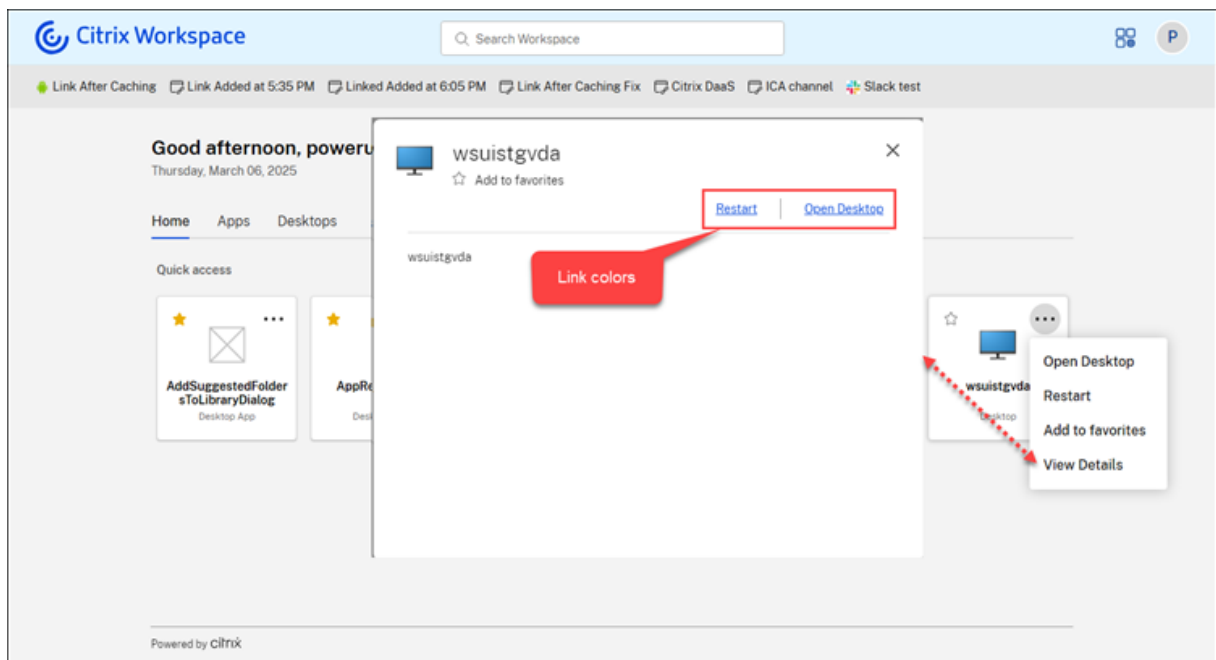 Citrix Workspace
Search Workspace
P
Link After Caching Link Added at 5:35 PM Linked Added at 6:05 PM Link After Caching Fix Citrix DaaS ICA channel Slack test
Good afternoon, poweru
Thursday, March 06, 2025
Home Apps Desktops
Quick access
AddSuggestedFolder
sToLibraryDialog
Desktop App
AppRe
Desk
wsuistgvda
Add to favorites
Restart Open Desktop
wsuistgvda
Link colors
wsuistgvda
Desktop
Open Desktop
Restart
Add to favorites
View Details
Powered by citrix